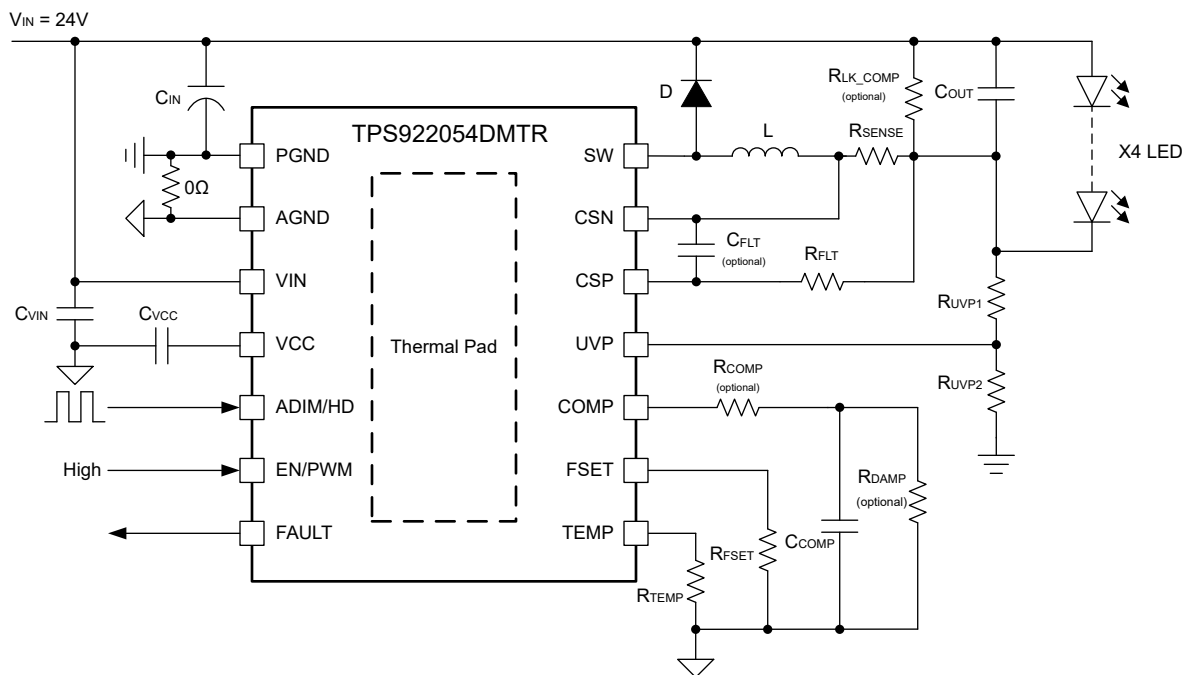 VIN = 24V
CIN
TPS922054DMTR
PGND
0Ω
AGND
VIN
CVIN
CVCC
VCC
Thermal Pad
ADIM/HD
High
EN/PWM
FAULT
SW
CSN
CSP
UVP
COMP
FSET
TEMP
D
L
RSENSE
RLK_COMP
(optional)
COUT
X4 LED
CFLT
(optional)
RFLT
RUVP1
RUVP2
RCOMP
(optional)
RDAMP
(optional)
CCOMP
RFSET
RTEMP